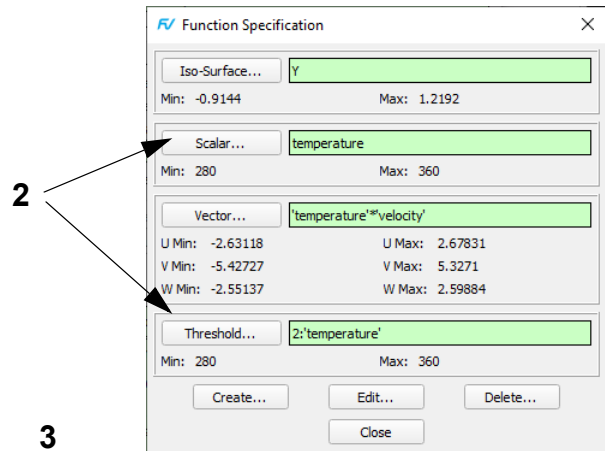 FV Function Specification
Iso-Surface... Y
Min: -0.9144 Max: 1.2192
Scalar... temperature
Min: 280 Max: 360
2
Vector... 'temperature'*'velocity'
U Min: -2.63118 U Max: 2.67831
V Min: -5.42727 V Max: 5.3271
W Min: -2.55137 W Max: 2.59884
Threshold... 2:'temperature'
Min: 280 Max: 360
Create... Edit... Delete...
3 Close